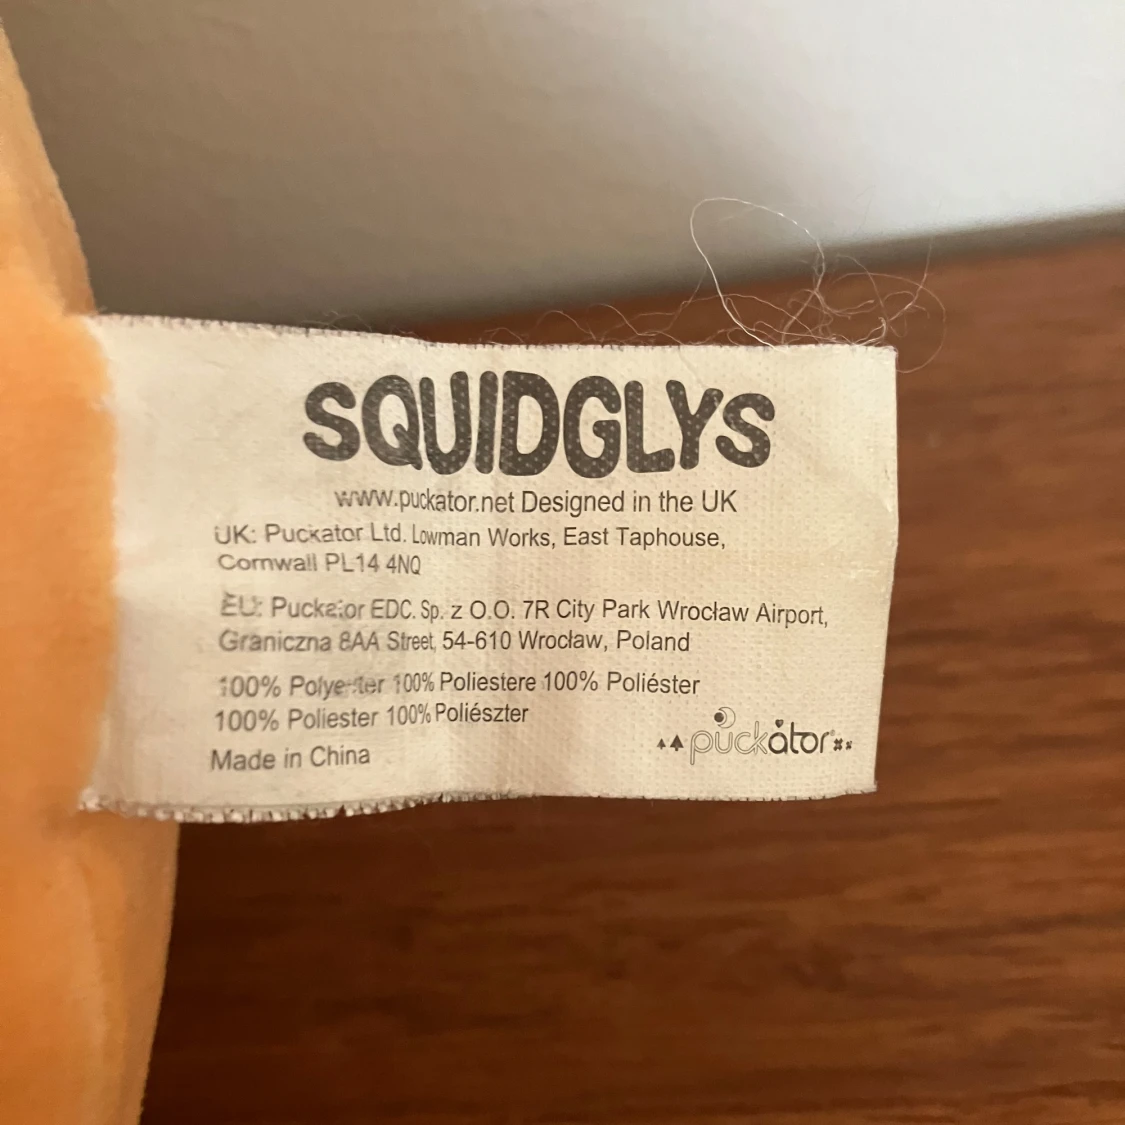 SQUIDGLYS
www.puckator.net Designed in the UK
UK: Puckator Ltd. Lowman Works, East Taphouse,
Cornwall PL14 4NQ
EU: Puckator EDC. Sp. z O.O. 7R City Park Wrocław Airport,
Graniczna 8AA Street, 54-610 Wrocław, Poland
100% Polyester 100% Poliestere 100% Poliéster
100% Poliester 100% Poliészter
Made in China
puckator